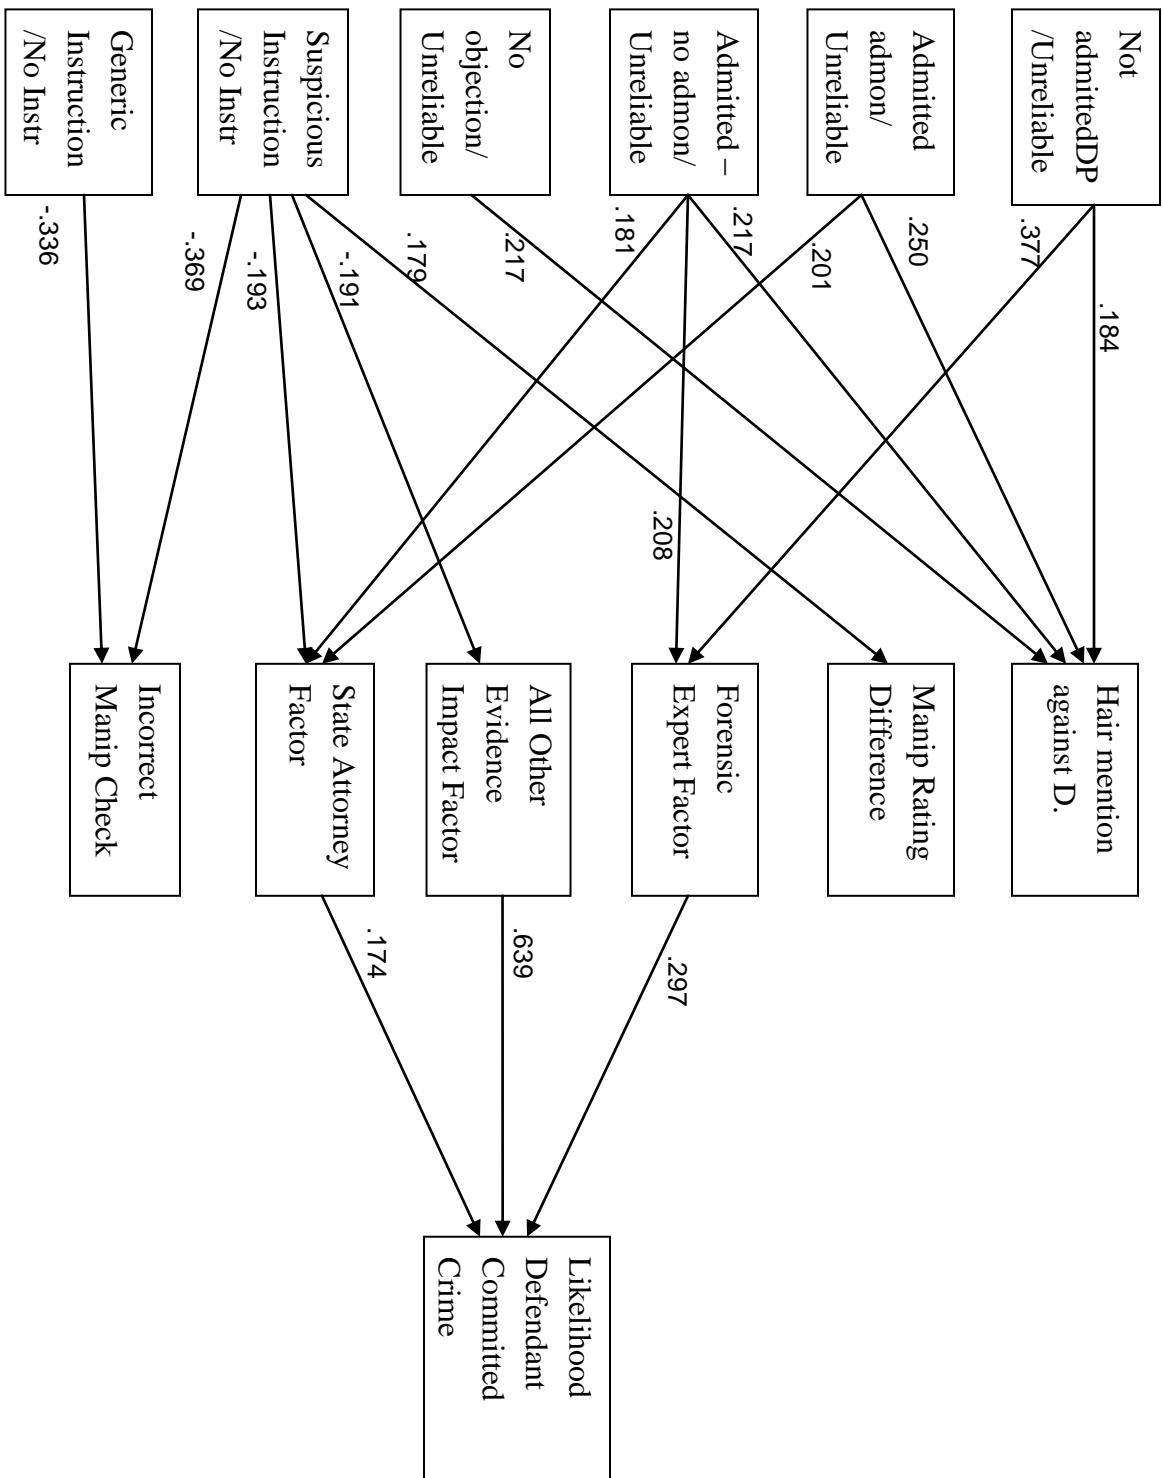 Not
admittedDP
/Unreliable
Admitted
admon/
Unreliable
Admitted –
no admon/
Unreliable
No
objection/
Unreliable
Suspicious
Instruction
/No Instr
Generic
Instruction
/No Instr
.184
.377
.250
.201
.217
.181
.208
.217
.179
-.191
-.193
-.369
-.336
Hair mention
against D.
Manip Rating
Difference
Forensic
Expert Factor
All Other
Evidence
Impact Factor
State Attorney
Factor
Incorrect
Manip Check
.297
.639
.174
Likelihood
Defendant
Committed
Crime